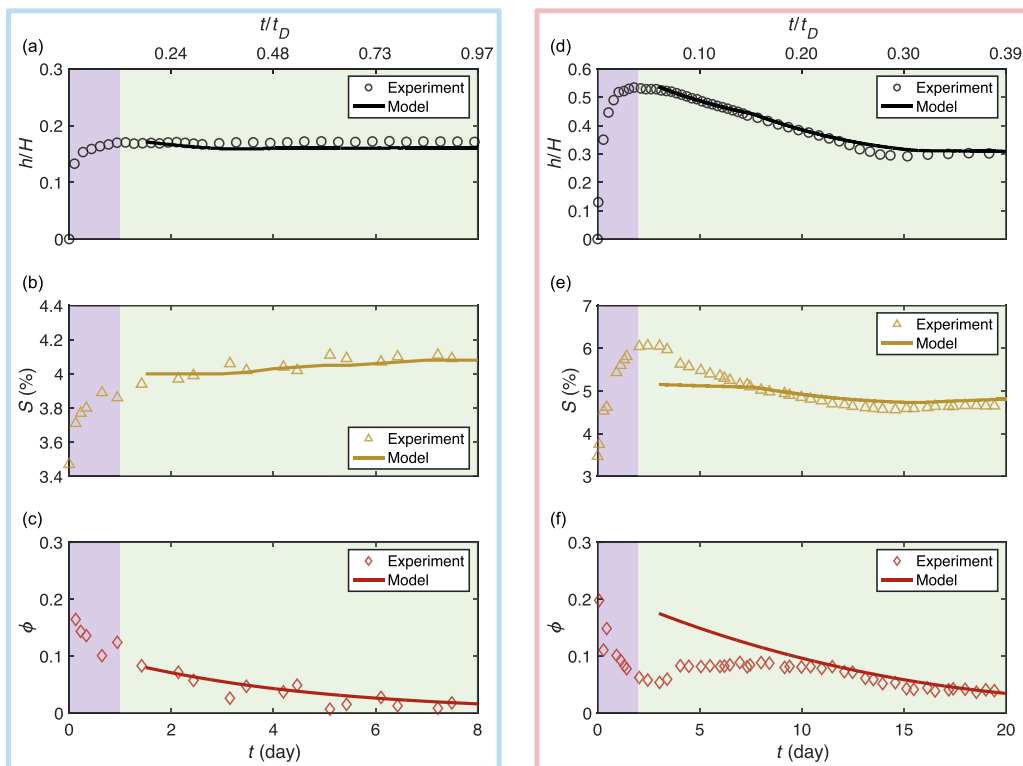 (a)
t/t_D
0.24 0.48 0.73 0.97
0.3
0.2
0.1
0
h/H
Experiment
Model
(b)
4.4
4.2
4
3.8
3.6
3.4
S (%)
Experiment
Model
(c)
0.3
0.2
0.1
0
ϕ
Experiment
Model
0 2 4 6 8
t (day)
(d)
t/t_D
0.10 0.20 0.30 0.39
0.6
0.5
0.4
0.3
0.2
0.1
0
h/H
Experiment
Model
(e)
7
6
5
4
3
S (%)
Experiment
Model
(f)
0.3
0.2
0.1
0
ϕ
Experiment
Model
0 5 10 15 20
t (day)